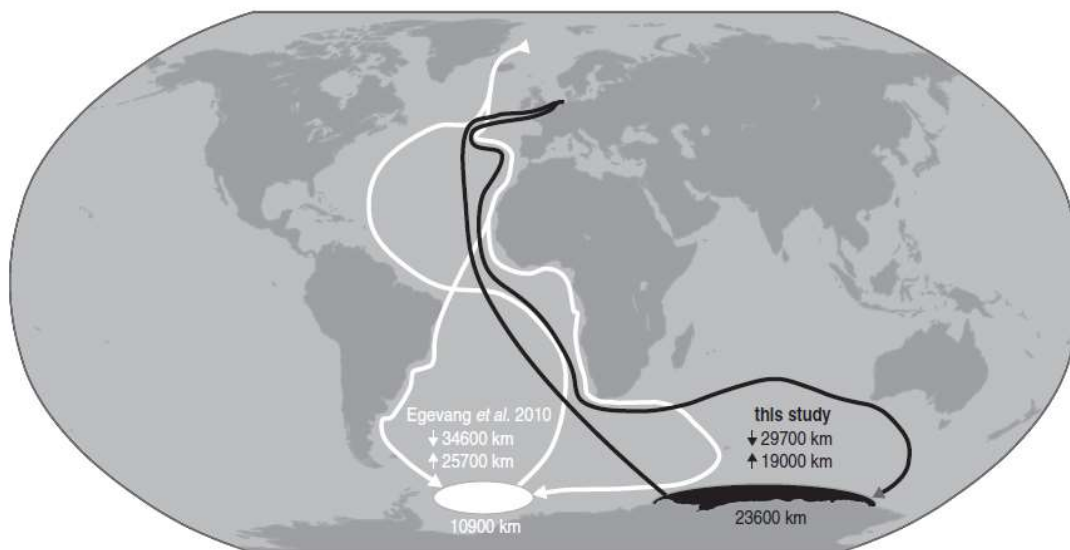 Egevang et al. 2010
↓ 34600 km
↑ 25700 km
10900 km
this study
↓ 29700 km
↑ 19000 km
23600 km